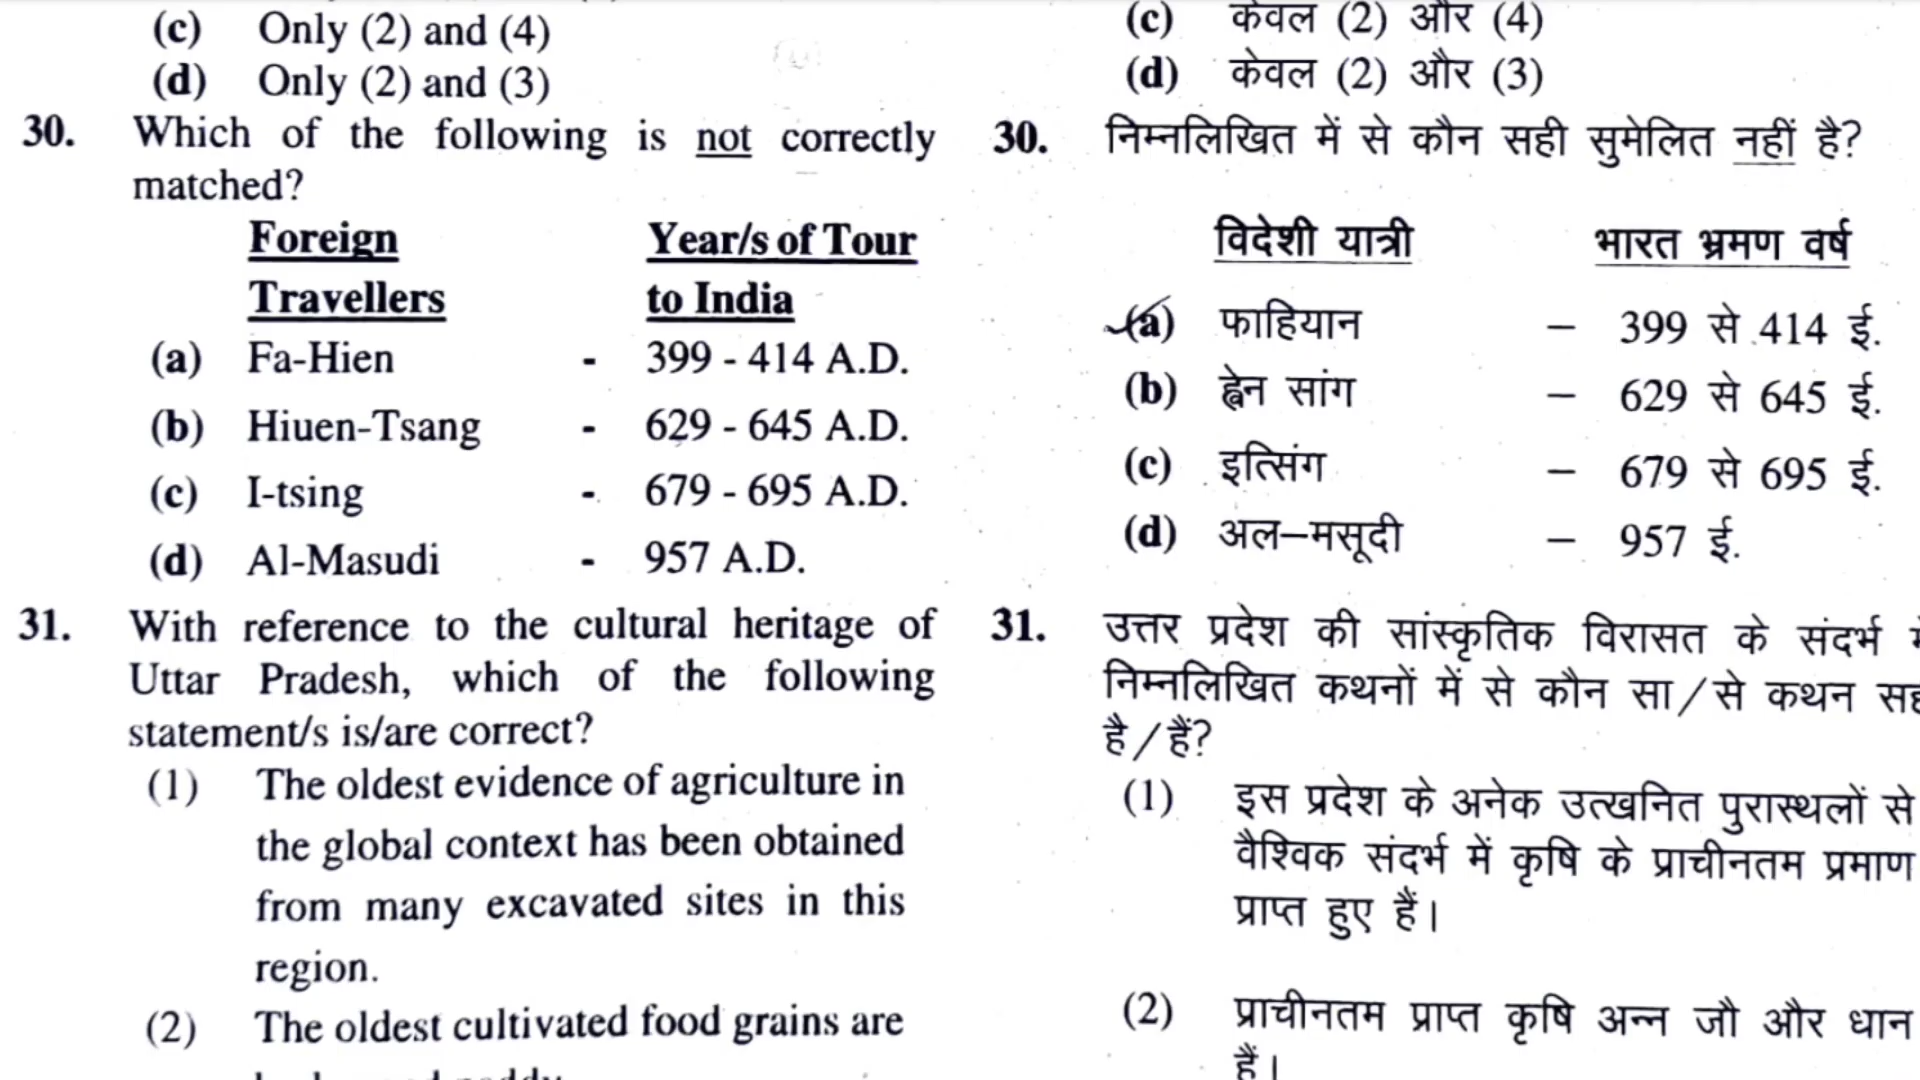 (c) Only (2) and (4)
(d) Only (2) and (3)
30. Which of the following is not correctly
matched?
Foreign Year/s of Tour
Travellers to India
(a) Fa-Hien - 399 - 414 A.D.
(b) Hiuen-Tsang - 629 - 645 A.D.
(c) I-tsing - 679 - 695 A.D.
(d) Al-Masudi - 957 A.D.
31. With reference to the cultural heritage of
Uttar Pradesh, which of the following
statement/s is/are correct?
(1) The oldest evidence of agriculture in
the global context has been obtained
from many excavated sites in this
region.
(2) The oldest cultivated food grains are
(c) केवल (2) और (4)
(d) केवल (2) और (3)
30. निम्नलिखित में से कौन सही सुमेलित नहीं है?
विदेशी यात्री भारत भ्रमण वर्ष
(a) फाहियान – 399 से 414 ई.
(b) ह्वेन सांग – 629 से 645 ई.
(c) इत्सिंग – 679 से 695 ई.
(d) अल–मसूदी – 957 ई.
31. उत्तर प्रदेश की सांस्कृतिक विरासत के संदर्भ
निम्नलिखित कथनों में से कौन सा/से कथन
है/हैं?
(1) इस प्रदेश के अनेक उत्खनित पुरास्थलों से
वैश्विक संदर्भ में कृषि के प्राचीनतम प्रमाण
प्राप्त हुए हैं।
(2) प्राचीनतम प्राप्त कृषि अन्न जौ और धान
हैं।